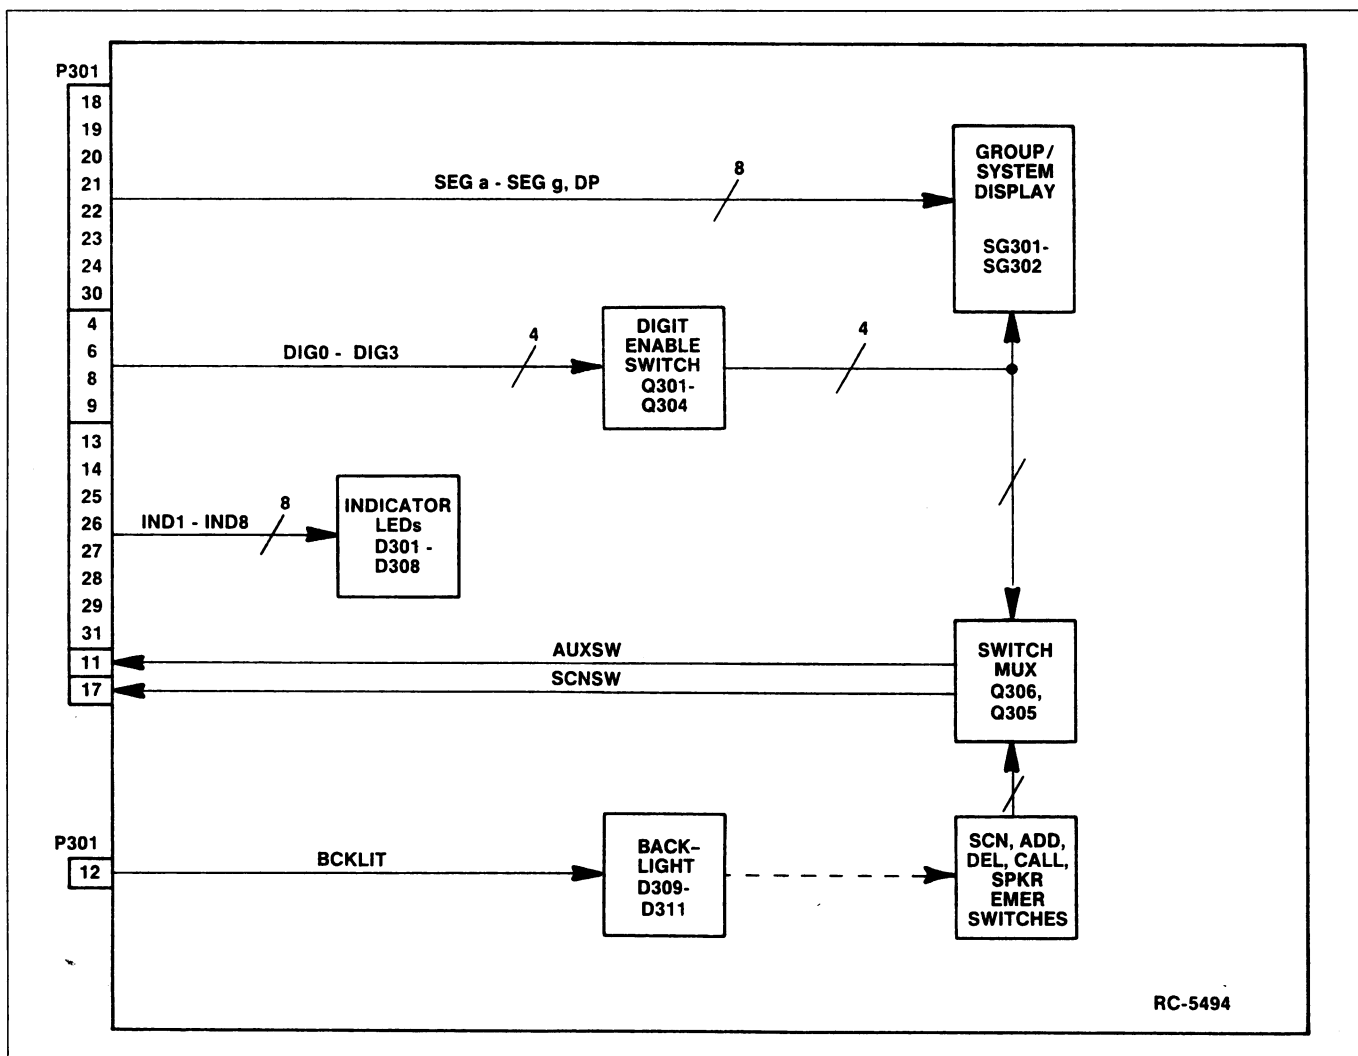 P301
18
19
20
21
22
23
24
30
4
6
8
9
13
14
25
26
27
28
29
31
11
17
SEG a - SEG g, DP
8
GROUP/
SYSTEM
DISPLAY
SG301-
SG302
DIG0 - DIG3
4
DIGIT
ENABLE
SWITCH
Q301-
Q304
4
IND1 - IND8
8
INDICATOR
LEDs
D301 -
D308
AUXSW
SCNSW
SWITCH
MUX
Q306,
Q305
P301
12
BCKLIT
BACK-
LIGHT
D309-
D311
SCN, ADD,
DEL, CALL,
SPKR
EMER
SWITCHES
RC-5494